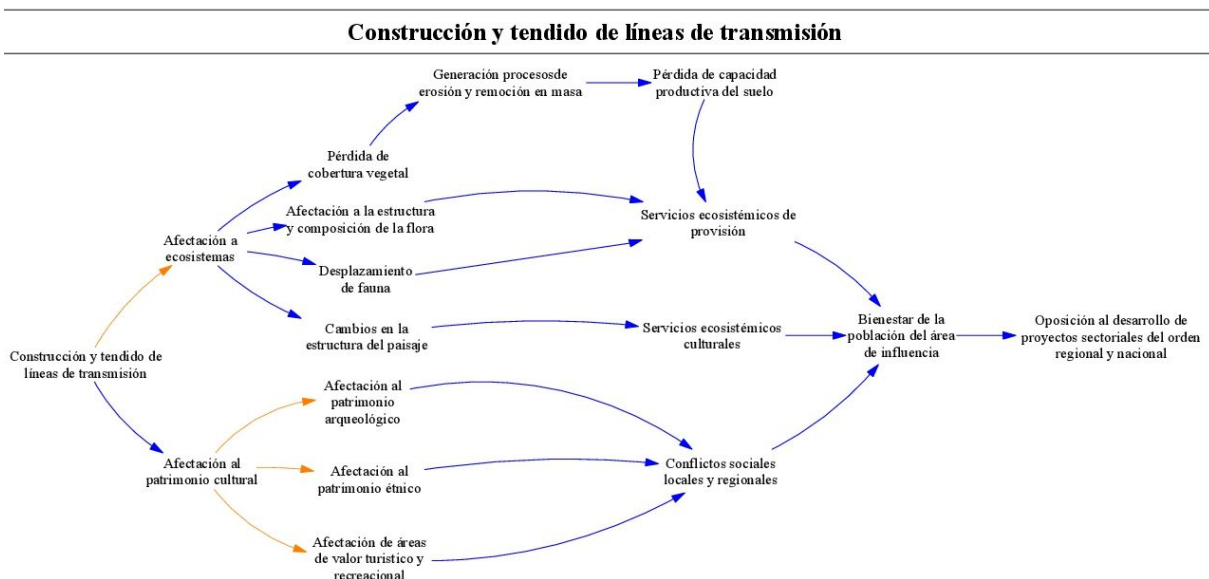 Construcción y tendido de líneas de transmisión
Generación procesosde
erosión y remoción en masa
Pérdida de capacidad
productiva del suelo
Pérdida de
cobertura vegetal
Afectación a la estructura
y composición de la flora
Servicios ecosistémicos de
provisión
Afectación a
ecosistemas
Desplazamiento
de fauna
Cambios en la
estructura del paisaje
Servicios ecosistémicos
culturales
Bienestar de la
población del área
de influencia
Oposición al desarrollo de
proyectos sectoriales del orden
regional y nacional
Construcción y tendido de
líneas de transmisión
Afectación al
patrimonio
arqueológico
Afectación al
patrimonio cultural
Afectación al
patrimonio étnico
Conflictos sociales
locales y regionales
Afectación de áreas
de valor turístico y
recreacional